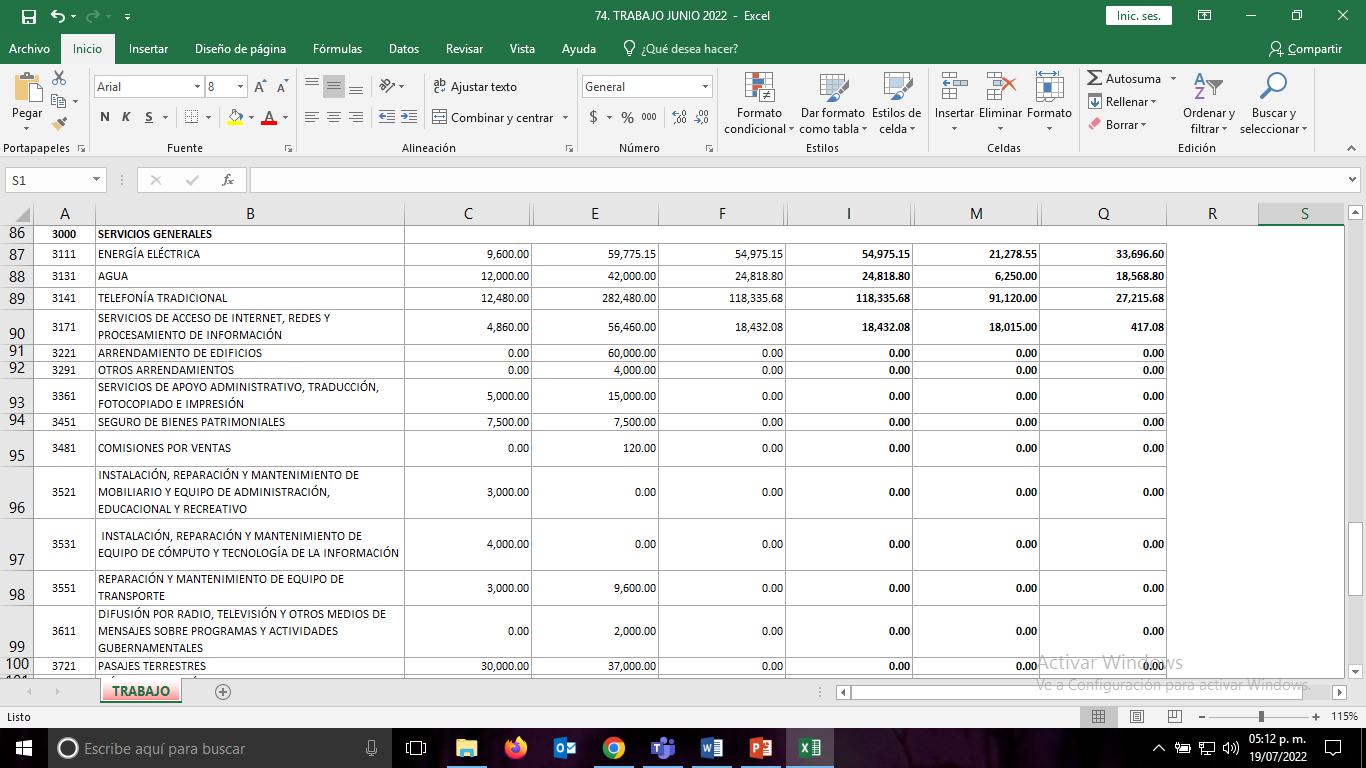 74. TRABAJO JUNIO 2022 - Excel
Inic. ses.
Archivo Inicio Insertar Diseño de página Fórmulas Datos Revisar Vista Ayuda ¿Qué desea hacer? Compartir
Pegar
Arial 8
N K S
Ajustar texto
Combinar y centrar
General
$ % 000
Formato condicional
Dar formato como tabla
Estilos de celda
Insertar Eliminar Formato
Autosuma
Rellenar
Borrar
Ordenar y filtrar
Buscar y seleccionar
Portapapeles Fuente Alineación Número Estilos Celdas Edición
S1 fx
A B C E F I M Q R S
86 3000 SERVICIOS GENERALES
87 3111 ENERGÍA ELÉCTRICA 9,600.00 59,775.15 54,975.15 54,975.15 21,278.55 33,696.60
88 3131 AGUA 12,000.00 42,000.00 24,818.80 24,818.80 6,250.00 18,568.80
89 3141 TELEFONÍA TRADICIONAL 12,480.00 282,480.00 118,335.68 118,335.68 91,120.00 27,215.68
90 3171 SERVICIOS DE ACCESO DE INTERNET, REDES Y
PROCESAMIENTO DE INFORMACIÓN 4,860.00 56,460.00 18,432.08 18,432.08 18,015.00 417.08
91 3221 ARRENDAMIENTO DE EDIFICIOS 0.00 60,000.00 0.00 0.00 0.00 0.00
92 3291 OTROS ARRENDAMIENTOS 0.00 4,000.00 0.00 0.00 0.00 0.00
93 3361 SERVICIOS DE APOYO ADMINISTRATIVO, TRADUCCIÓN,
FOTOCOPIADO E IMPRESIÓN 5,000.00 15,000.00 0.00 0.00 0.00 0.00
94 3451 SEGURO DE BIENES PATRIMONIALES 7,500.00 7,500.00 0.00 0.00 0.00 0.00
95 3481 COMISIONES POR VENTAS 0.00 120.00 0.00 0.00 0.00 0.00
96 3521 INSTALACIÓN, REPARACIÓN Y MANTENIMIENTO DE
MOBILIARIO Y EQUIPO DE ADMINISTRACIÓN,
EDUCACIONAL Y RECREATIVO 3,000.00 0.00 0.00 0.00 0.00 0.00
97 3531 INSTALACIÓN, REPARACIÓN Y MANTENIMIENTO DE
EQUIPO DE CÓMPUTO Y TECNOLOGÍA DE LA INFORMACIÓN 4,000.00 0.00 0.00 0.00 0.00 0.00
98 3551 REPARACIÓN Y MANTENIMIENTO DE EQUIPO DE
TRANSPORTE 3,000.00 9,600.00 0.00 0.00 0.00 0.00
99 3611 DIFUSIÓN POR RADIO, TELEVISIÓN Y OTROS MEDIOS DE
MENSAJES SOBRE PROGRAMAS Y ACTIVIDADES
GUBERNAMENTALES 0.00 2,000.00 0.00 0.00 0.00 0.00
100 3721 PASAJES TERRESTRES 30,000.00 37,000.00 0.00 0.00 0.00 0.00
Activar Windows
Ve a Configuración para activar Windows.
TRABAJO
Listo
115%
Escribe aquí para buscar
05:12 p. m.
19/07/2022